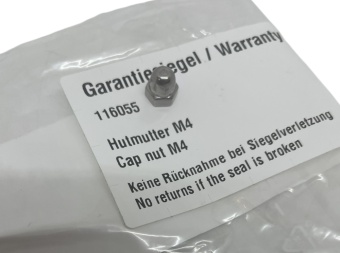 Garantiesiegel / Warranty
116055
Hutmutter M4
Cap nut M4
Keine Rücknahme bei Siegelverletzung
No returns if the seal is broken